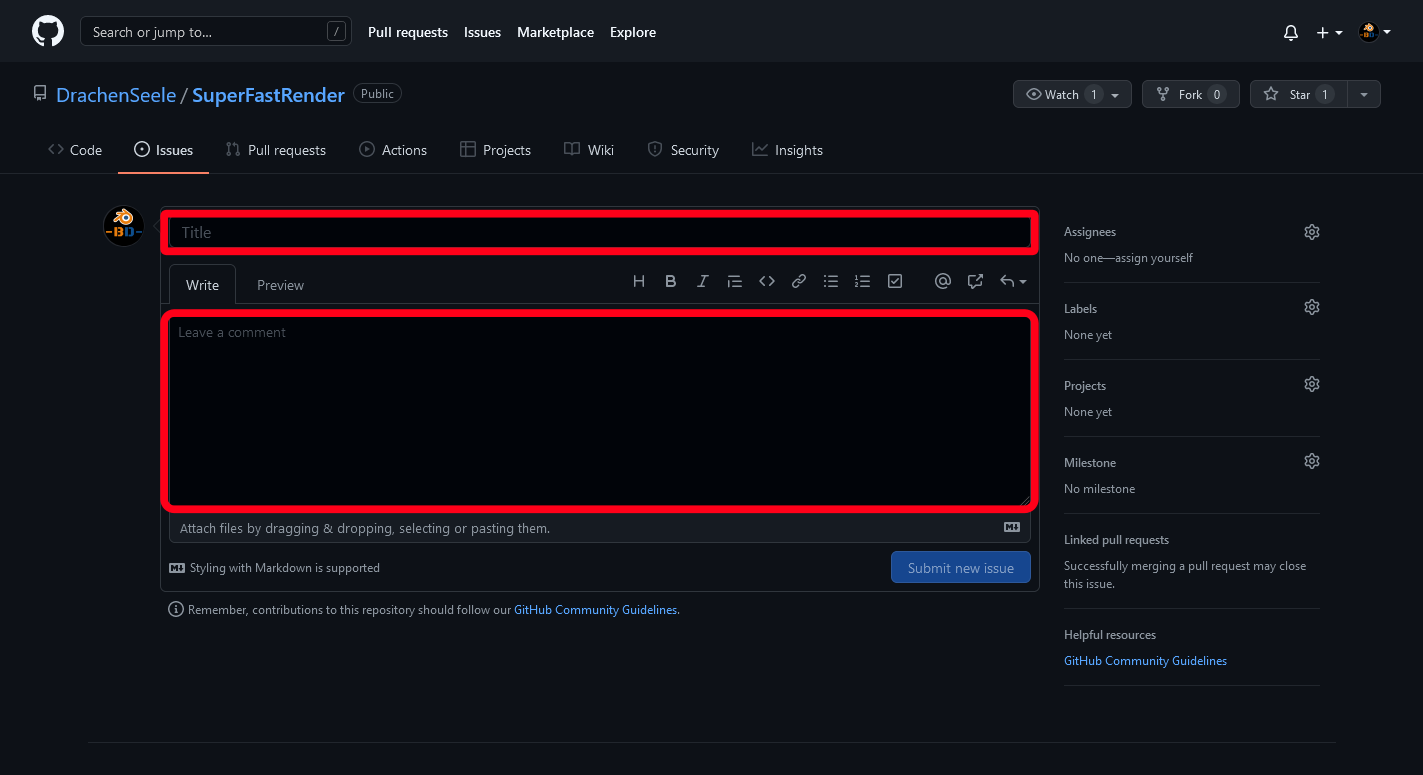 Search or jump to... /
Pull requests Issues Marketplace Explore
DrachenSeele / SuperFastRender Public
Watch 1 Fork 0 Star 1
Code Issues Pull requests Actions Projects Wiki Security Insights
-BD-
Title
Write Preview
Leave a comment
Attach files by dragging & dropping, selecting or pasting them.
Styling with Markdown is supported
Submit new issue
Remember, contributions to this repository should follow our GitHub Community Guidelines.
Assignees
No one—assign yourself
Labels
None yet
Projects
None yet
Milestone
No milestone
Linked pull requests
Successfully merging a pull request may close
this issue.
Helpful resources
GitHub Community Guidelines